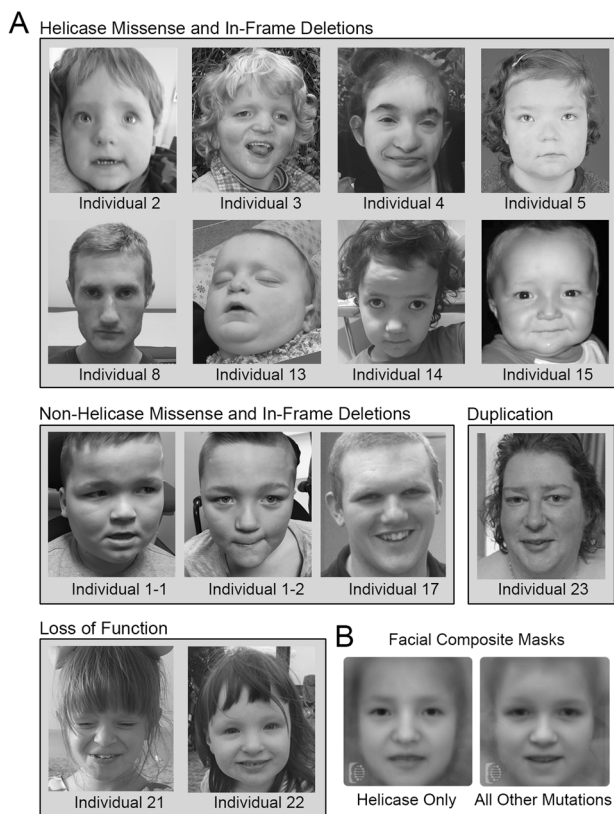 A
Helicase Missense and In-Frame Deletions
Individual 2
Individual 3
Individual 4
Individual 5
Individual 8
Individual 13
Individual 14
Individual 15
Non-Helicase Missense and In-Frame Deletions
Duplication
Individual 1-1
Individual 1-2
Individual 17
Individual 23
Loss of Function
B
Facial Composite Masks
Individual 21
Individual 22
Helicase Only
All Other Mutations